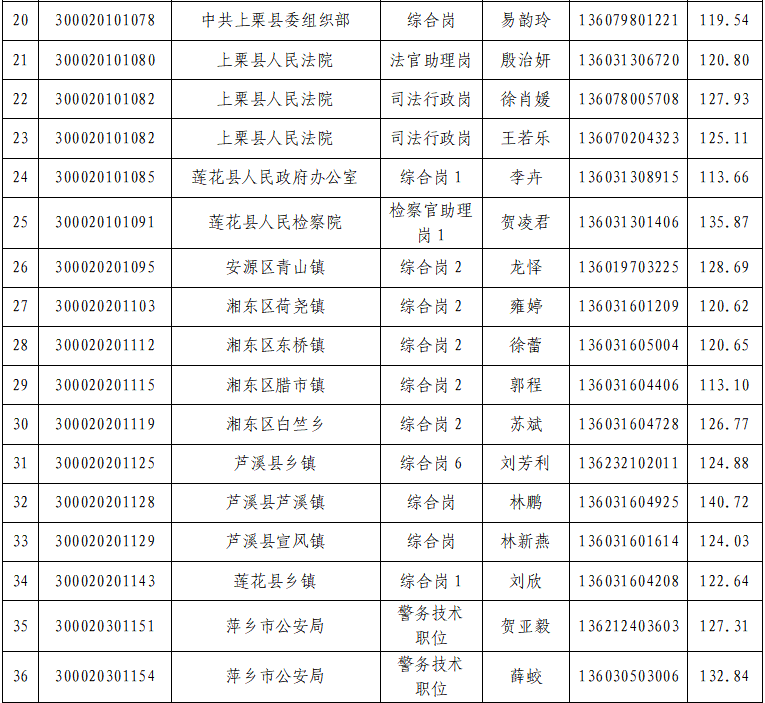 20 300020101078 中共上栗县委组织部 综合岗 易韵玲 136079801221 119.54
21 300020101080 上栗县人民法院 法官助理岗 殷治妍 136031306720 120.80
22 300020101082 上栗县人民法院 司法行政岗 徐肖媛 136078005708 127.93
23 300020101082 上栗县人民法院 司法行政岗 王若乐 136070204323 125.11
24 300020101085 莲花县人民政府办公室 综合岗1 李卉 136031308915 113.66
25 300020101091 莲花县人民检察院 检察官助理
岗1 贺凌君 136031301406 135.87
26 300020201095 安源区青山镇 综合岗2 龙怿 136019703225 128.69
27 300020201103 湘东区荷尧镇 综合岗2 雍婷 136031601209 120.62
28 300020201112 湘东区东桥镇 综合岗2 徐蕾 136031605004 120.65
29 300020201115 湘东区腊市镇 综合岗2 郭程 136031604406 113.10
30 300020201119 湘东区白竺乡 综合岗2 苏斌 136031604728 126.77
31 300020201125 芦溪县乡镇 综合岗6 刘芳利 136232102011 124.88
32 300020201128 芦溪县芦溪镇 综合岗 林鹏 136031604925 140.72
33 300020201129 芦溪县宣风镇 综合岗 林新燕 136031601614 124.03
34 300020201143 莲花县乡镇 综合岗1 刘欣 136031604208 122.64
35 300020301151 萍乡市公安局 警务技术
职位 贺亚毅 136212403603 127.31
36 300020301154 萍乡市公安局 警务技术
职位 薛蛟 136030503006 132.84